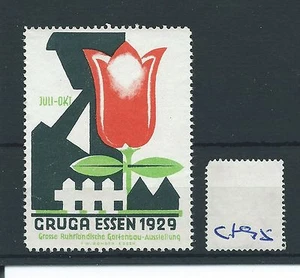 JULI-OKT
GRUGA ESSEN 1929
Grosse Ruhrländische Gartenbau-Ausstellung